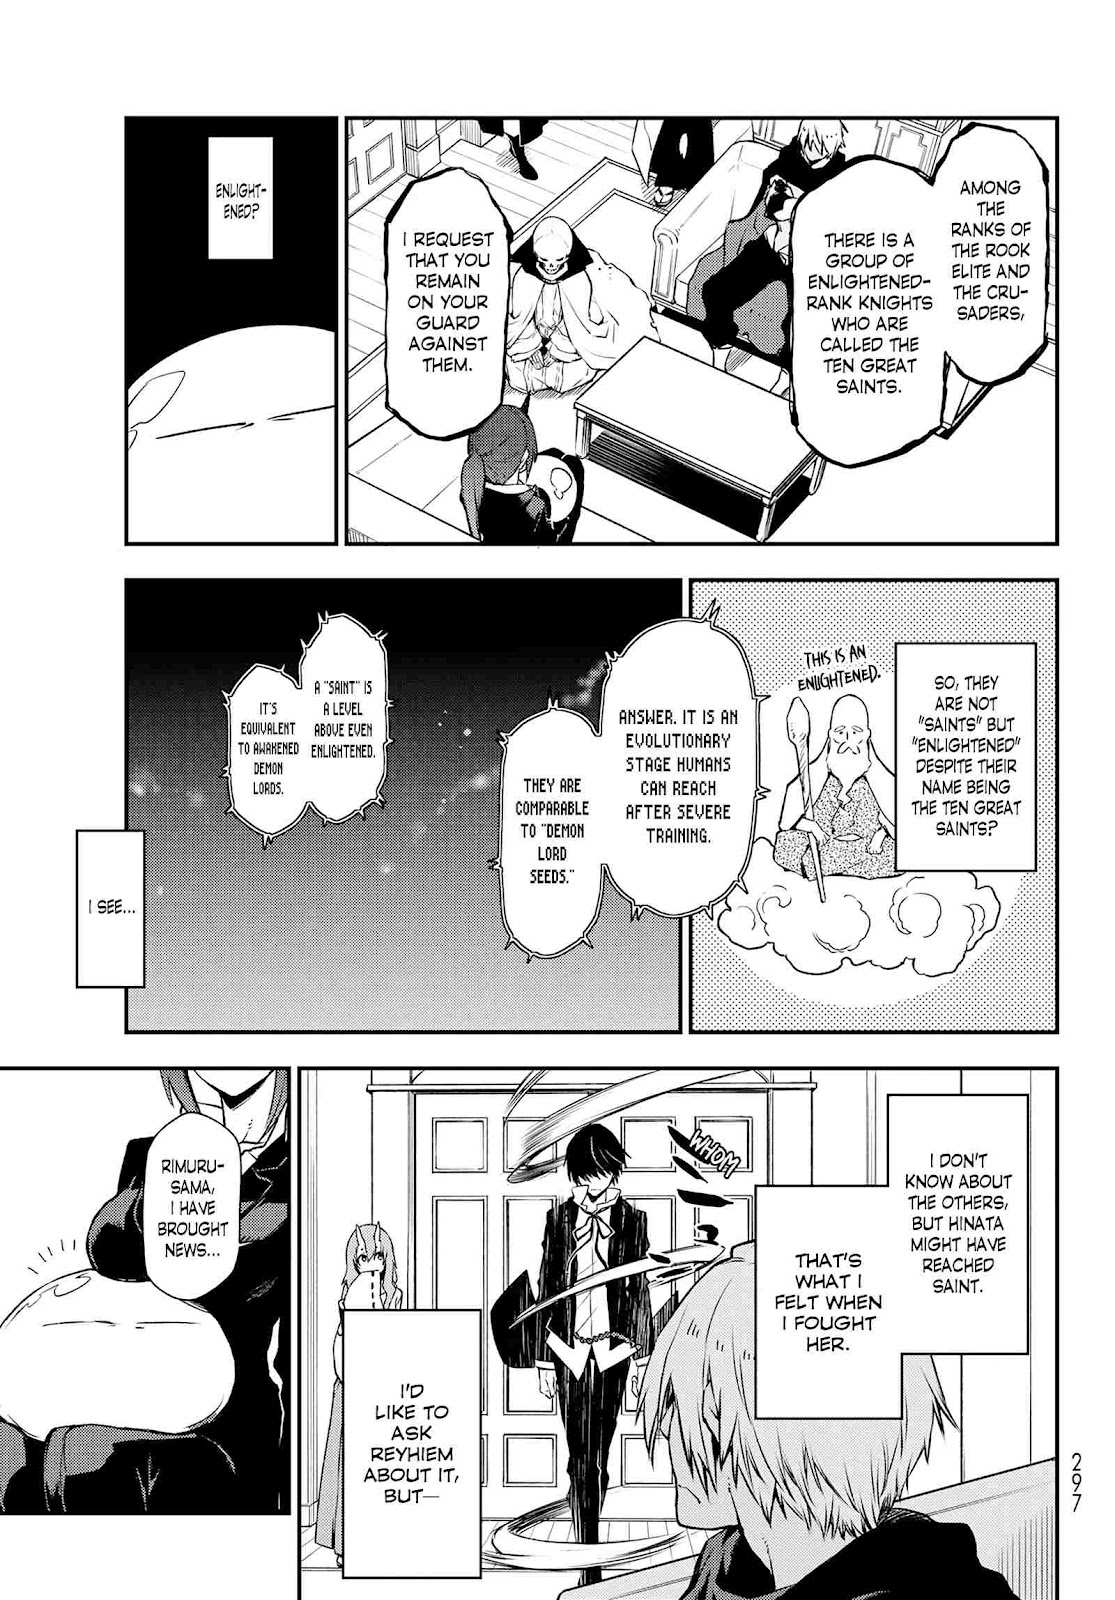 AMONG
THE
RANKS OF
THE ROOK
ELITE AND
THE CRU-
SADERS,
THERE IS A
GROUP OF
ENLIGHTENED-
RANK KNIGHTS
WHO ARE
CALLED THE
TEN GREAT
SAINTS.
I REQUEST
THAT YOU
REMAIN
ON YOUR
GUARD
AGAINST
THEM.
ENLIGHT-
ENED?
SO, THEY
ARE NOT
"SAINTS" BUT
"ENLIGHTENED"
DESPITE THEIR
NAME BEING
THE TEN GREAT
SAINTS?
THIS IS AN
ENLIGHTENED.
ANSWER. IT IS AN
EVOLUTIONARY
STAGE HUMANS
CAN REACH
AFTER SEVERE
TRAINING.
THEY ARE
COMPARABLE
TO "DEMON
LORD
SEEDS."
A "SAINT" IS
A LEVEL
ABOVE EVEN
ENLIGHTENED.
IT'S
EQUIVALENT
TO AWAKENED
DEMON
LORDS.
I SEE...
I DON'T
KNOW ABOUT
THE OTHERS,
BUT HINATA
MIGHT HAVE
REACHED
SAINT.
THAT'S
WHAT I
FELT WHEN
I FOUGHT
HER.
WHOM
I'D
LIKE TO
ASK
REYHIEM
ABOUT IT,
BUT—
RIMURU-
SAMA,
I HAVE
BROUGHT
NEWS...
297